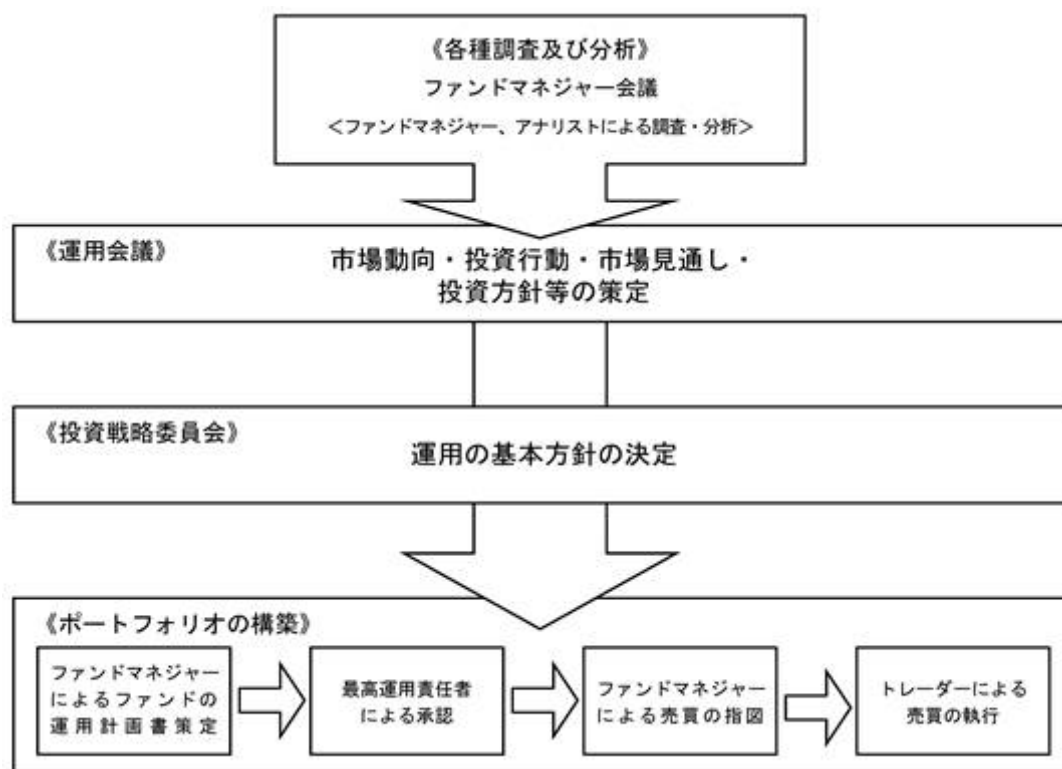 《各種調査及び分析》
ファンドマネジャー会議
<ファンドマネジャー、アナリストによる調査・分析>
《運用会議》
市場動向・投資行動・市場見通し・
投資方針等の策定
《投資戦略委員会》
運用の基本方針の決定
《ポートフォリオの構築》
ファンドマネジャー
によるファンドの
運用計画書策定
最高運用責任者
による承認
ファンドマネジャー
による売買の指図
トレーダーによる
売買の執行